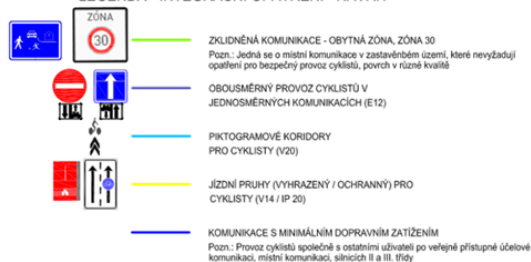 ZÓNA
30
ZKLIDNĚNÁ KOMUNIKACE - OBYTNÁ ZÓNA, ZÓNA 30
Pozn.: Jedná se o místní komunikace v zastavěnbém území, které nevyžadují
opatření pro bezpečný provoz cyklistů, povrch v různé kvalitě
OBOUSMĚRNÝ PROVOZ CYKLISTŮ V
JEDNOSMĚRNÝCH KOMUNIKACÍCH (E12)
PIKTOGRAMOVÉ KORIDORY
PRO CYKLISTY (V20)
JÍZDNÍ PRUHY (VYHRAZENÝ / OCHRANNÝ) PRO
CYKLISTY (V14 / IP 20)
KOMUNIKACE S MINIMÁLNÍM DOPRAVNÍM ZATÍŽENÍM
Pozn.: Provoz cyklistů společně s ostatními uživateli po veřejně přístupné účelové
komunikaci, místní komunikaci, silnicích II a III. třídy